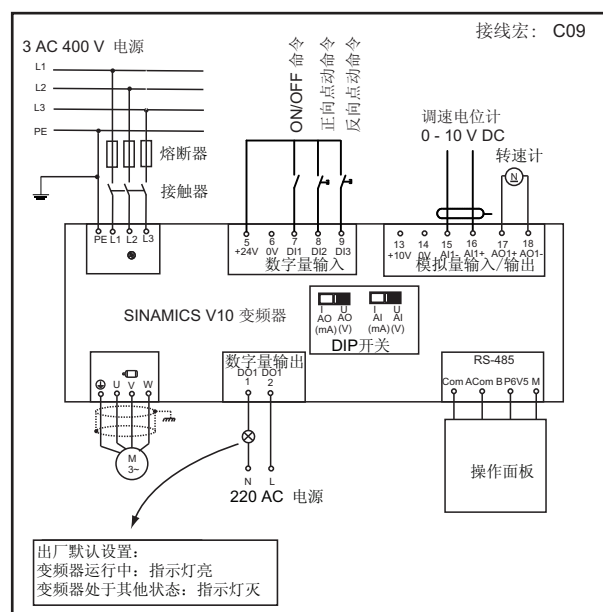 接线宏： C09
3 AC 400 V 电源
L1
L2
L3
PE
熔断器
接触器
ON/OFF 命令
正向点动命令
反向点动命令
调速电位计
0 - 10 V DC
转速计
N
PE L1 L2 L3
5 6 7 8 9
+24V 0V DI1 DI2 DI3
数字量输入
13 14 15 16 17 18
+10V 0V AI1- AI1+ AO1+ AO1-
模拟量输入/输出
SINAMICS V10 变频器
I U I U
AO AO AI AI
(mA) (V) (mA) (V)
DIP开关
U V W
数字量输出
DO1 DO1
1 2
RS-485
Com A Com B P6V5 M
M
3~
N L
220 AC 电源
操作面板
出厂默认设置：
变频器运行中：指示灯亮
变频器处于其他状态：指示灯灭